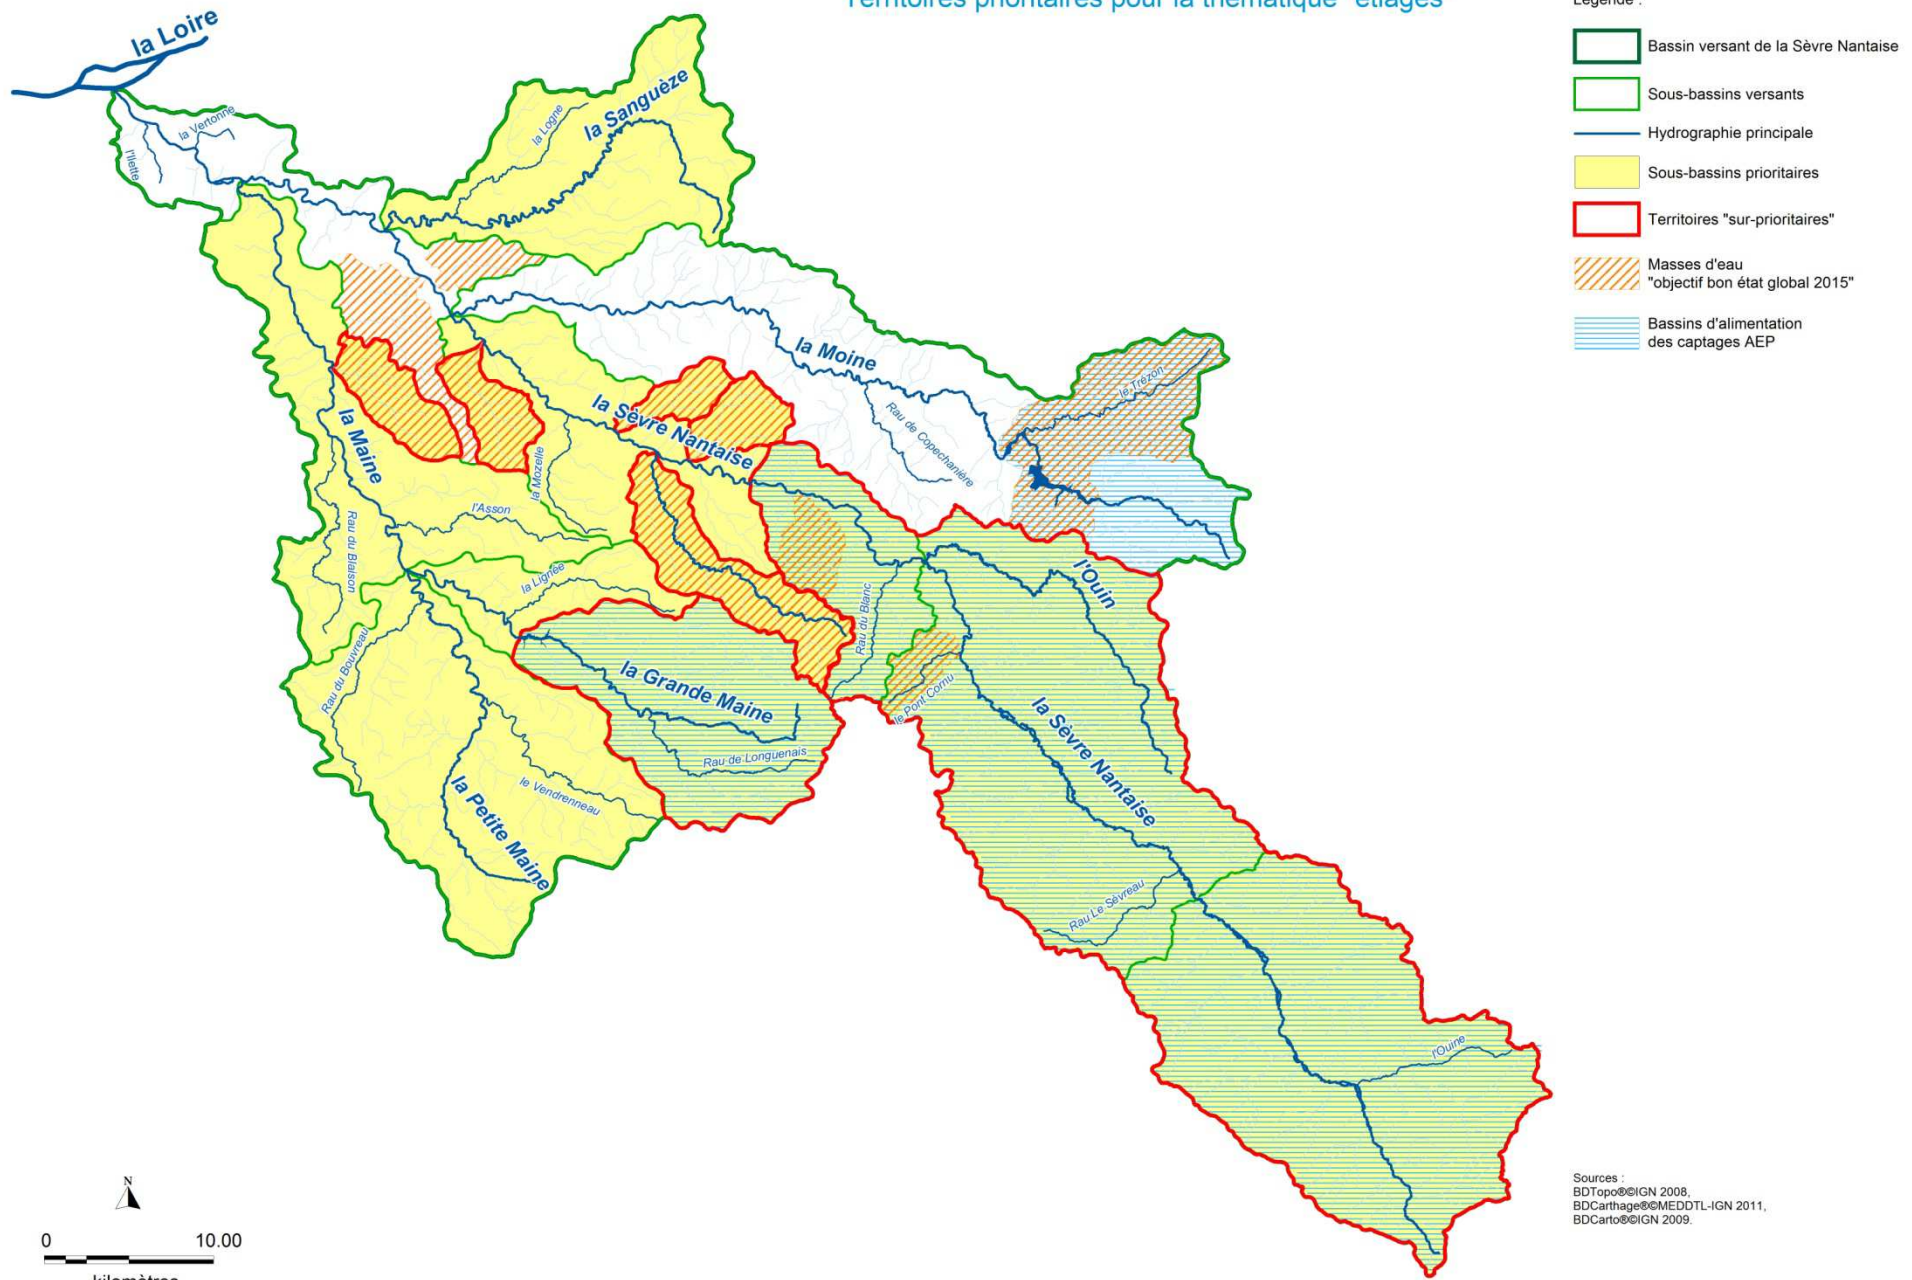 Territoires prioritaires pour la thématique "étiages"
Légende :
Bassin versant de la Sèvre Nantaise
Sous-bassins versants
Hydrographie principale
Sous-bassins prioritaires
Territoires "sur-prioritaires"
Masses d'eau
"objectif bon état global 2015"
Bassins d'alimentation
des captages AEP
la Loire
la Vertonne
l'Ilette
la Logne
la Sanguèze
la Moine
le Trézon
Rau de Copechanière
la Sèvre Nantaise
la Maine
la Mozelle
l'Asson
Rau du Blaison
la Lignée
Rau du Blanc
l'Ouin
Rau du Bouvreau
la Grande Maine
le Pont Cornu
Rau de Longuenais
la Sèvre Nantaise
le Vendrenneau
la Petite Maine
Rau Le Sèvreau
l'Ouine
N
0 10.00
kilomètres
Sources :
BDTopo®©IGN 2008,
BDCarthage®©MEDDTL-IGN 2011,
BDCarto®©IGN 2009.